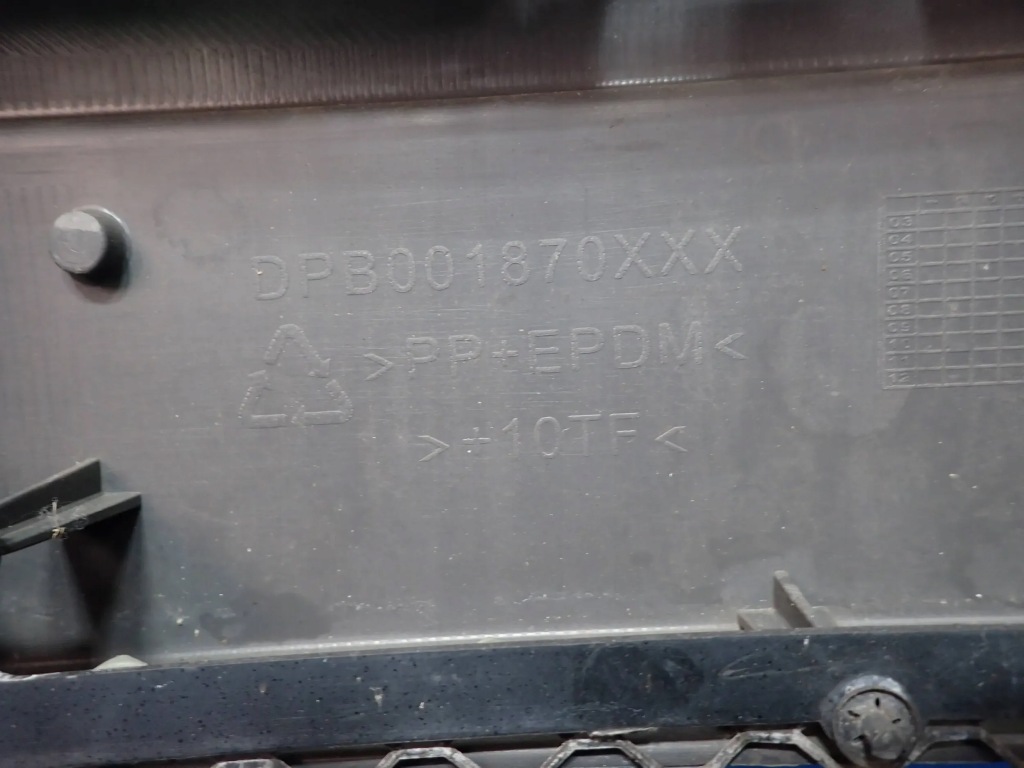 DPB001870XXX
>PP+EPDM<
>+10TF<